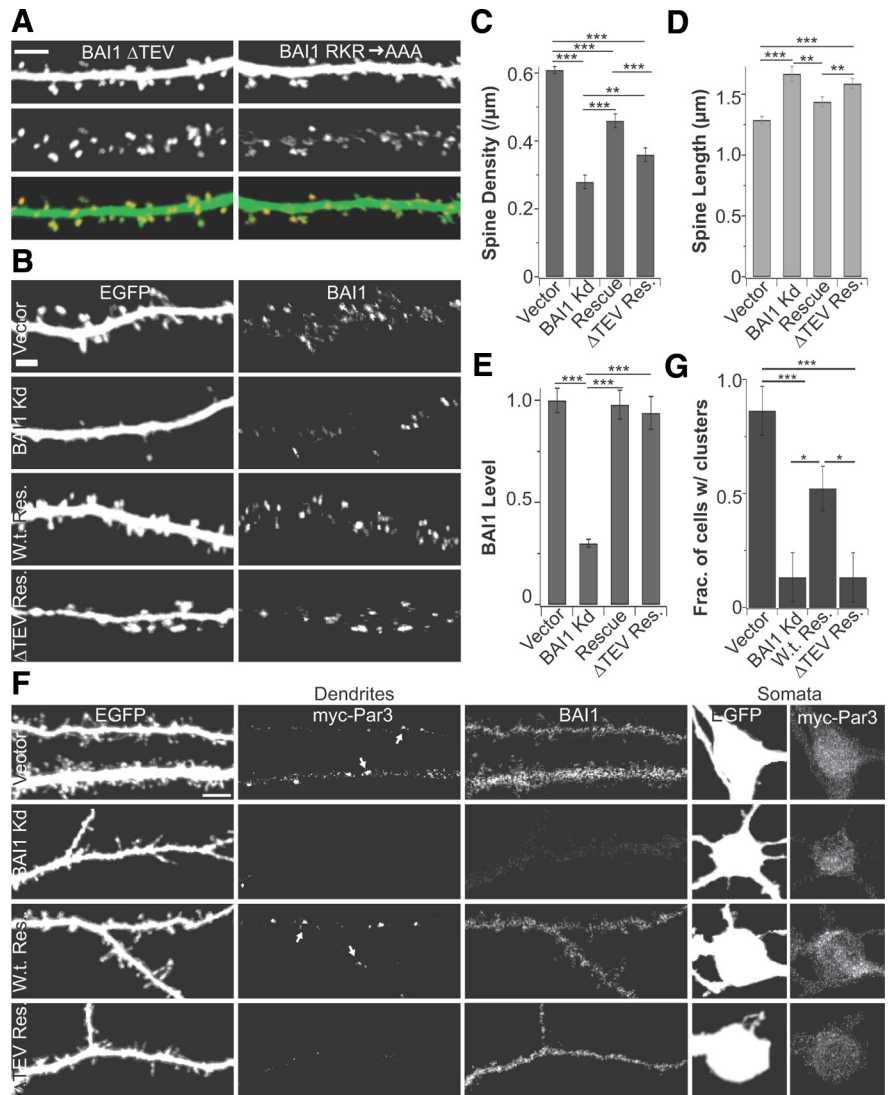 A
BAI1 ΔTEV
BAI1 RKR→AAA
B
EGFP
BAI1
Vector
BAI1 Kd
W.t. Res.
ΔTEV Res.
C
***
***
***
***
**
***
0.6
0.4
0.2
0
Spine Density (/μm)
Vector
BAI1 Kd
Rescue
ΔTEV Res.
D
***
***
**
**
1.5
1.0
0.5
0
Spine Length (μm)
Vector
BAI1 Kd
Rescue
ΔTEV Res.
E
***
***
***
1.0
0.5
0
BAI1 Level
Vector
BAI1 Kd
Rescue
ΔTEV Res.
G
***
***
*
*
1.0
0.5
0
Frac. of cells w/ clusters
Vector
BAI1 Kd
W.t. Res.
ΔTEV Res.
F
Dendrites
Somata
EGFP
myc-Par3
BAI1
EGFP
myc-Par3
Vector
BAI1 Kd
W.t. Res.
ΔTEV Res.